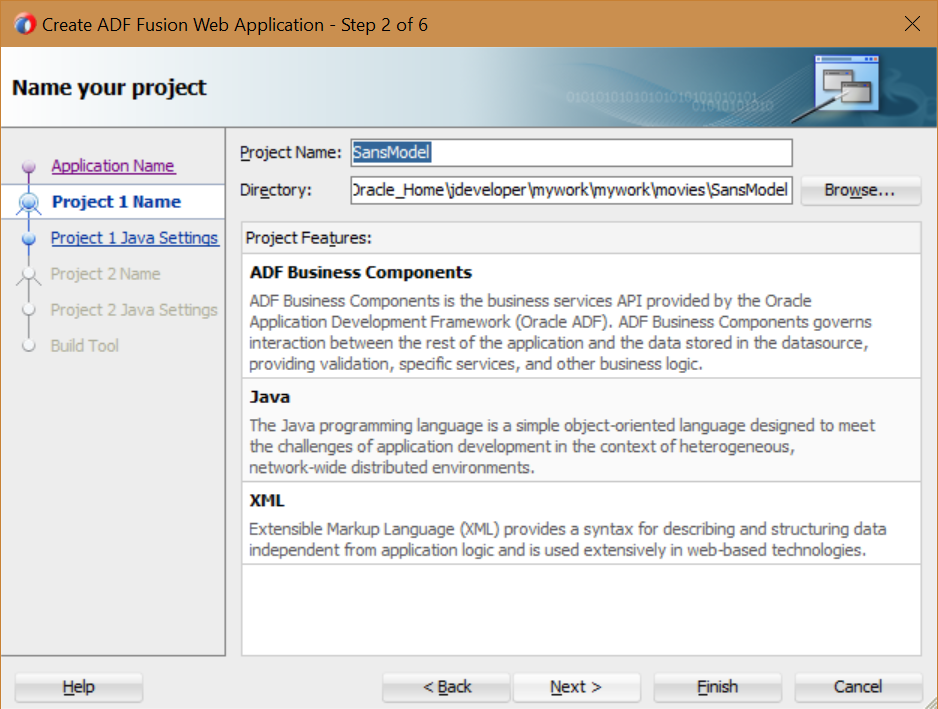 Create ADF Fusion Web Application - Step 2 of 6
Name your project
Application Name
Project 1 Name
Project 1 Java Settings
Project 2 Name
Project 2 Java Settings
Build Tool
Project Name: SansModel
Directory: Oracle_Home\jdeveloper\mywork\mywork\movies\SansModel Browse...
Project Features:
ADF Business Components
ADF Business Components is the business services API provided by the Oracle
Application Development Framework (Oracle ADF). ADF Business Components governs
interaction between the rest of the application and the data stored in the datasource,
providing validation, specific services, and other business logic.
Java
The Java programming language is a simple object-oriented language designed to meet
the challenges of application development in the context of heterogeneous,
network-wide distributed environments.
XML
Extensible Markup Language (XML) provides a syntax for describing and structuring data
independent from application logic and is used extensively in web-based technologies.
Help < Back Next > Finish Cancel